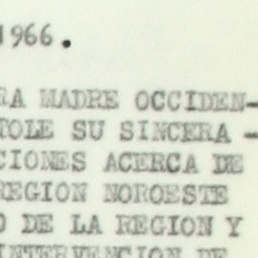 1966.
RA MADRE OCCIDEN-
TOLE SU SINCERA -
CIONES ACERCA DE
REGION NOROESTE
O DE LA REGION Y
INTERVENCION DE